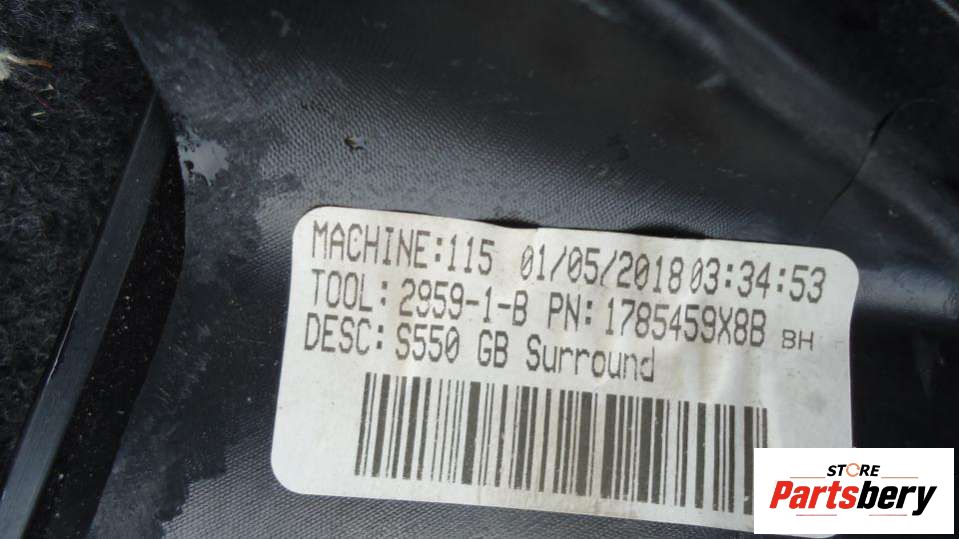 MACHINE:115 01/05/2018 03:34:53
TOOL: 2959-1-B PN: 1785459X8B BH
DESC: S550 GB Surround
STORE
Partsbery